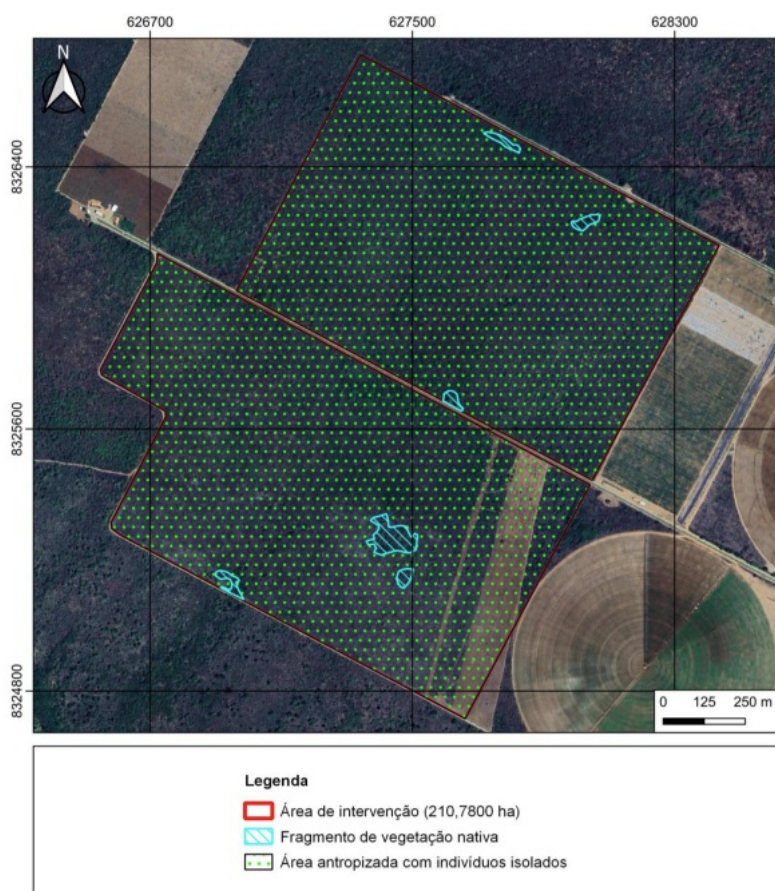 626700 627500 628300
N
8326400
8325600
8324800
0 125 250 m
Legenda
Área de intervenção (210,7800 ha)
Fragmento de vegetação nativa
Área antropizada com indivíduos isolados